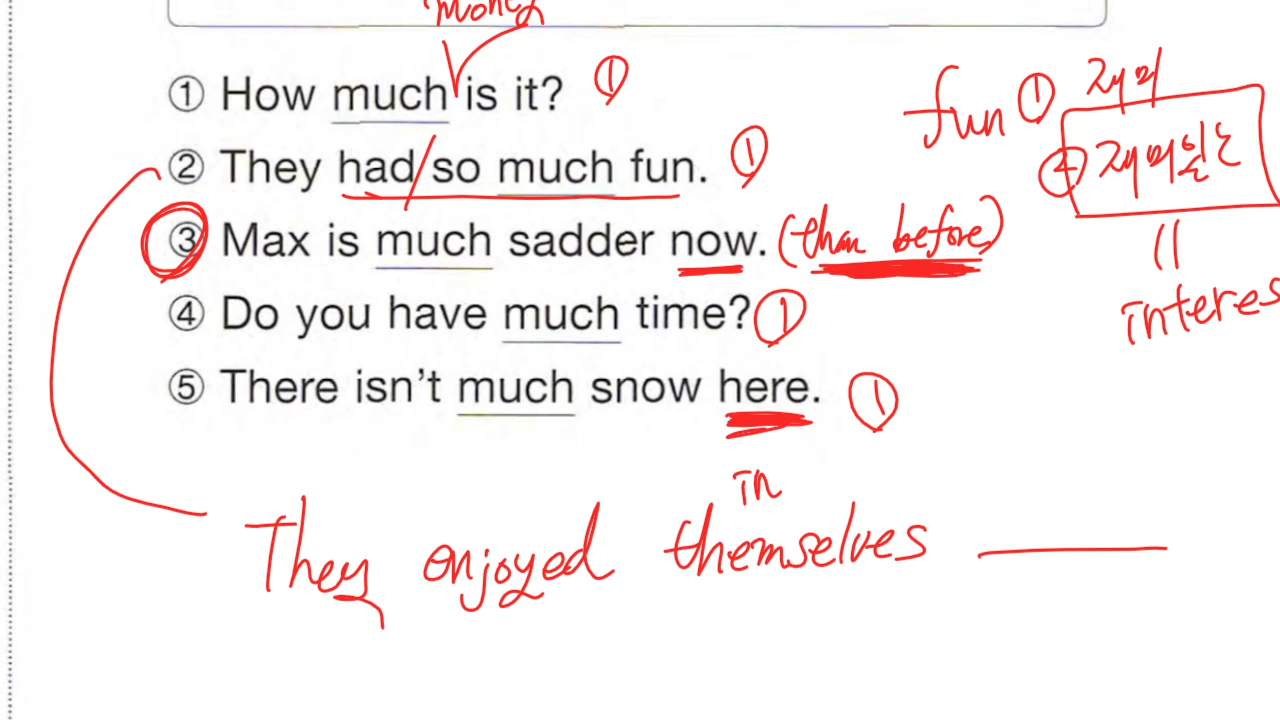 money
① How much is it? ①
② They had/so much fun. ①
③ Max is much sadder now. (than before)
④ Do you have much time? ①
⑤ There isn't much snow here. ①
fun ① 재미
② 재미있는
=
interes
in
They enjoyed themselves